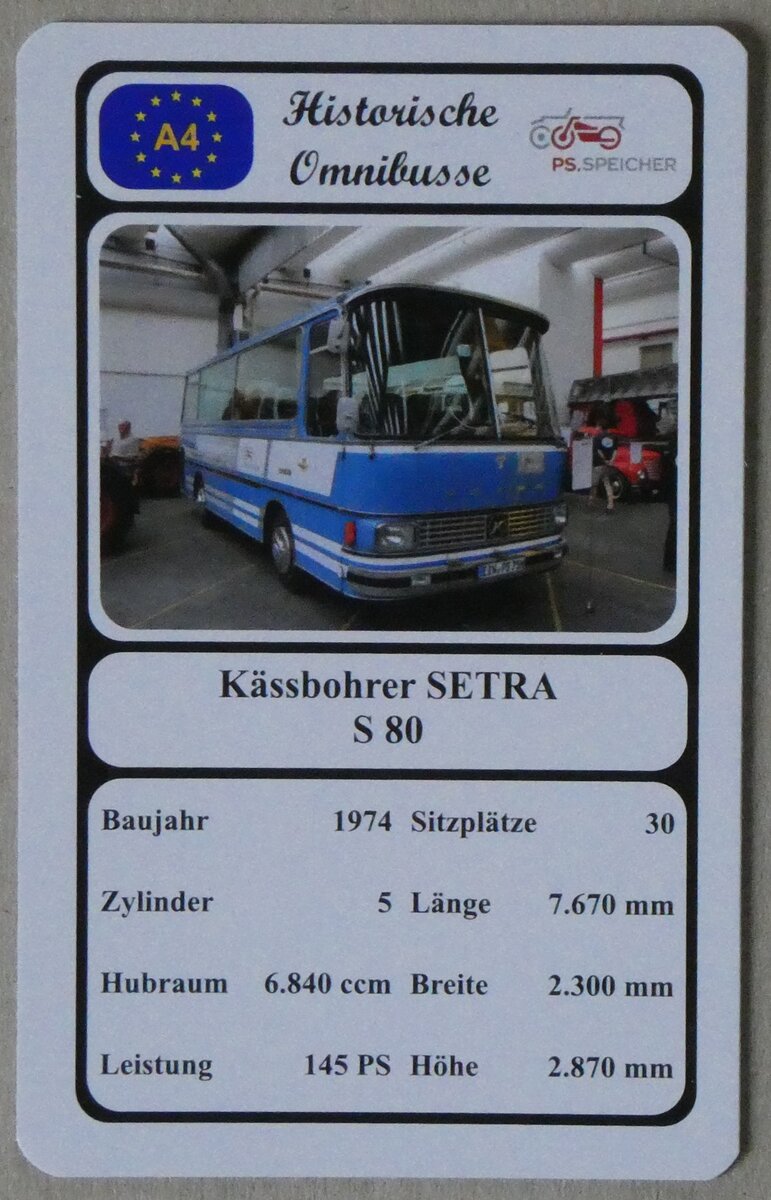 A4
Historische
Omnibusse
PS.SPEICHER
Kässbohrer SETRA
S 80
Baujahr 1974 Sitzplätze 30
Zylinder 5 Länge 7.670 mm
Hubraum 6.840 ccm Breite 2.300 mm
Leistung 145 PS Höhe 2.870 mm